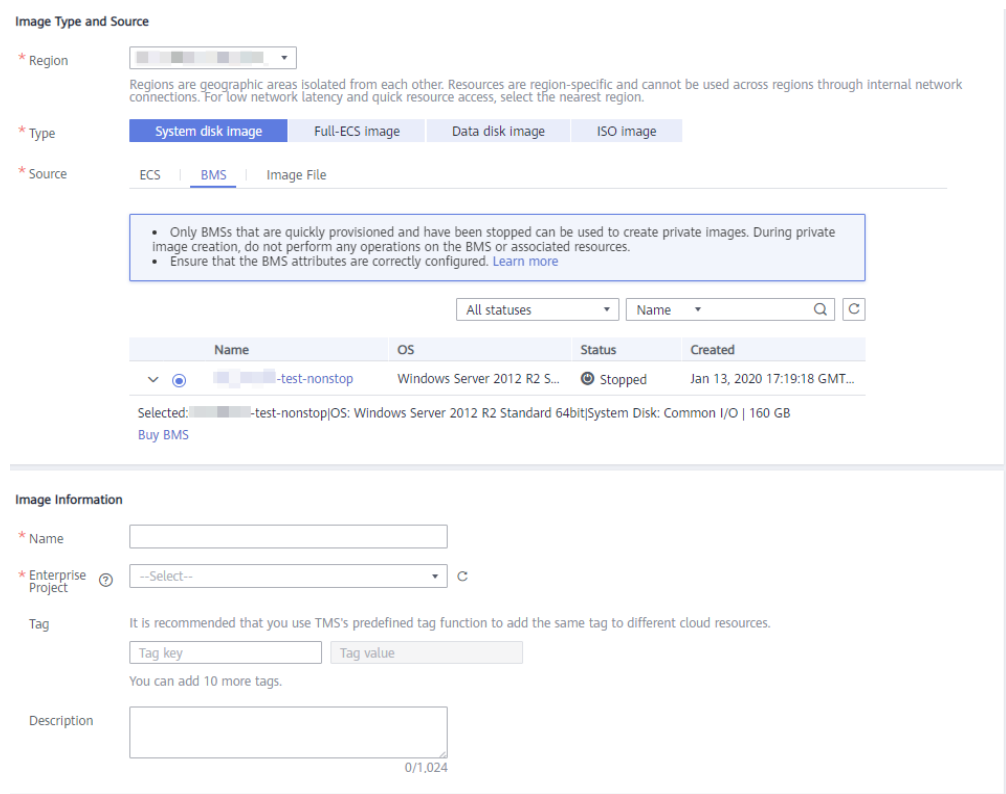 Image Type and Source
* Region
Regions are geographic areas isolated from each other. Resources are region-specific and cannot be used across regions through internal network
connections. For low network latency and quick resource access, select the nearest region.
* Type System disk image Full-ECS image Data disk image ISO image
* Source ECS BMS Image File
• Only BMSs that are quickly provisioned and have been stopped can be used to create private images. During private
image creation, do not perform any operations on the BMS or associated resources.
• Ensure that the BMS attributes are correctly configured. Learn more
All statuses Name
Name OS Status Created
-test-nonstop Windows Server 2012 R2 S... Stopped Jan 13, 2020 17:19:18 GMT...
Selected: -test-nonstop|OS: Windows Server 2012 R2 Standard 64bit|System Disk: Common I/O | 160 GB
Buy BMS
Image Information
* Name
* Enterprise Project ? --Select--
Tag It is recommended that you use TMS's predefined tag function to add the same tag to different cloud resources.
Tag key Tag value
You can add 10 more tags.
Description
0/1,024